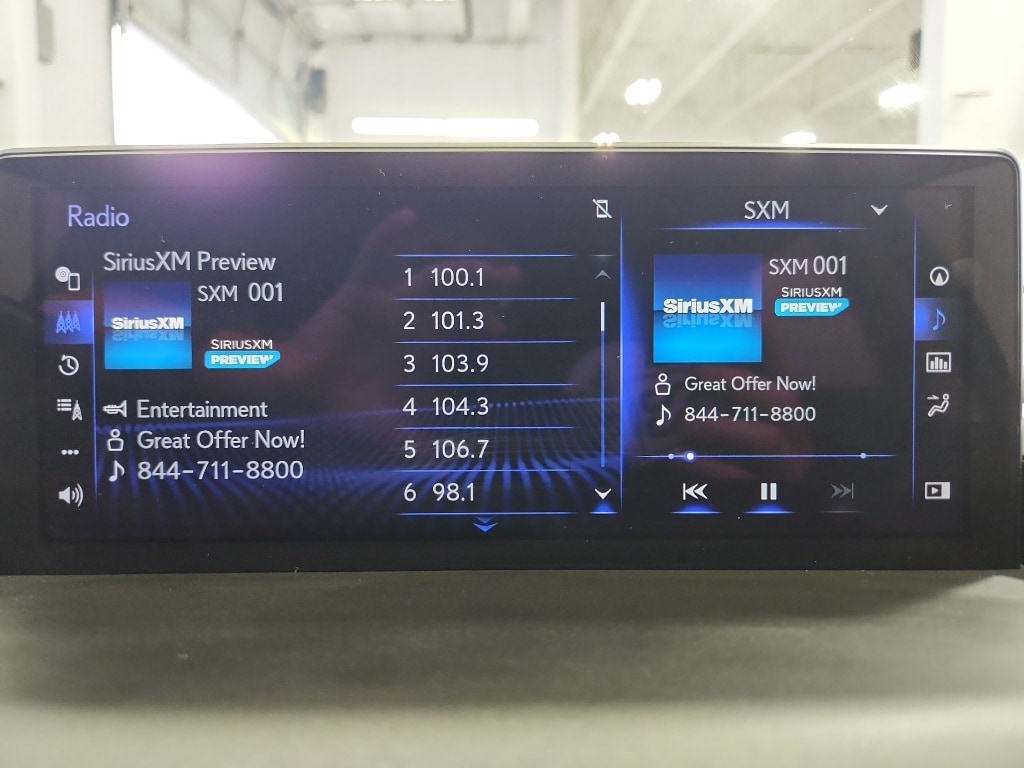 Radio
SiriusXM Preview
SXM 001
SiriusXM
SIRIUSXM
PREVIEW
Entertainment
Great Offer Now!
844-711-8800
1 100.1
2 101.3
3 103.9
4 104.3
5 106.7
6 98.1
SXM
SXM 001
SiriusXM
SIRIUSXM
PREVIEW
Great Offer Now!
844-711-8800